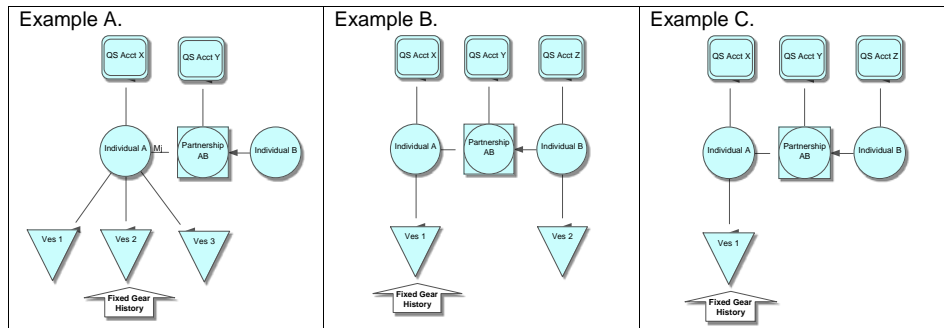 Example A.
QS Acct X
QS Acct Y
Individual A
Mj
Partnership
AB
Individual B
Ves 1
Ves 2
Ves 3
Fixed Gear
History
Example B.
QS Acct X
QS Acct Y
QS Acct Z
Individual A
Partnership
AB
Individual B
Ves 1
Ves 2
Fixed Gear
History
Example C.
QS Acct X
QS Acct Y
QS Acct Z
Individual A
Partnership
AB
Individual B
Ves 1
Fixed Gear
History